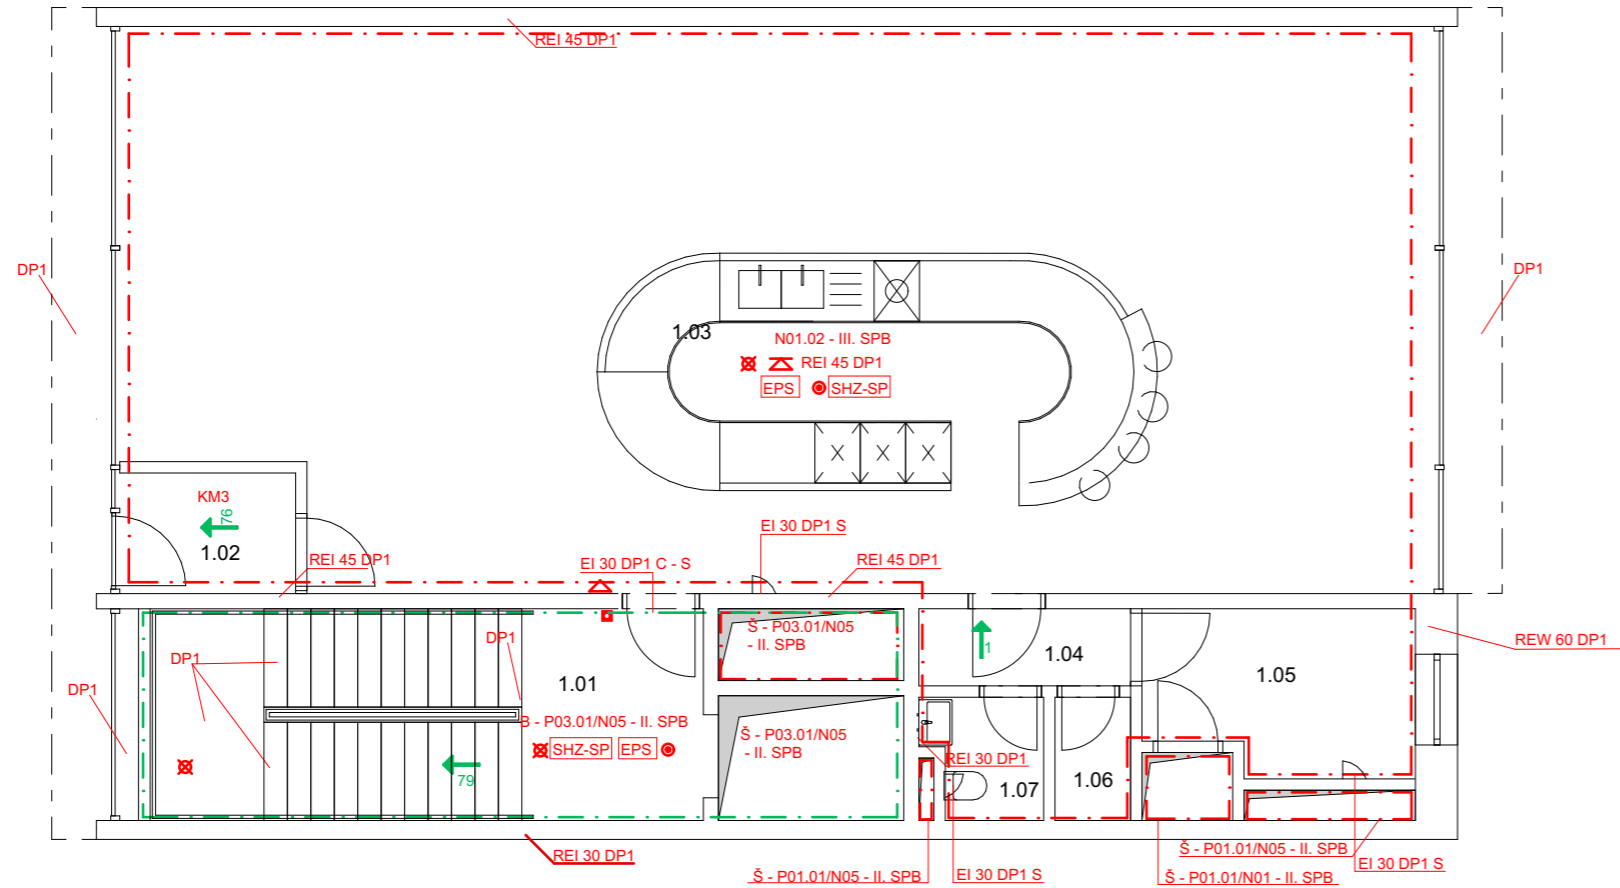 REI 45 DP1
DP1
DP1
1.03
N01.02 - III. SPB
REI 45 DP1
EPS
SHZ-SP
KM3
76
1.02
EI 30 DP1 S
REI 45 DP1
EI 30 DP1 C - S
REI 45 DP1
Š - P03.01/N05
- II. SPB
DP1
DP1
DP1
1.01
1
1.04
1.05
REW 60 DP1
B - P03.01/N05 - II. SPB
SHZ-SP
EPS
79
Š - P03.01/N05
- II. SPB
REI 30 DP1
1.07
1.06
REI 30 DP1
Š - P01.01/N05 - II. SPB
EI 30 DP1 S
Š - P01.01/N05 - II. SPB
EI 30 DP1 S
Š - P01.01/N01 - II. SPB